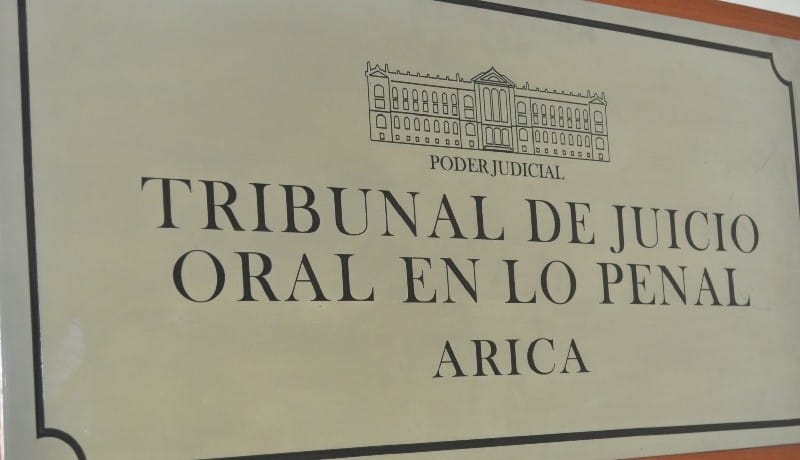 PODER JUDICIAL
TRIBUNAL DE JUICIO
ORAL EN LO PENAL
ARICA